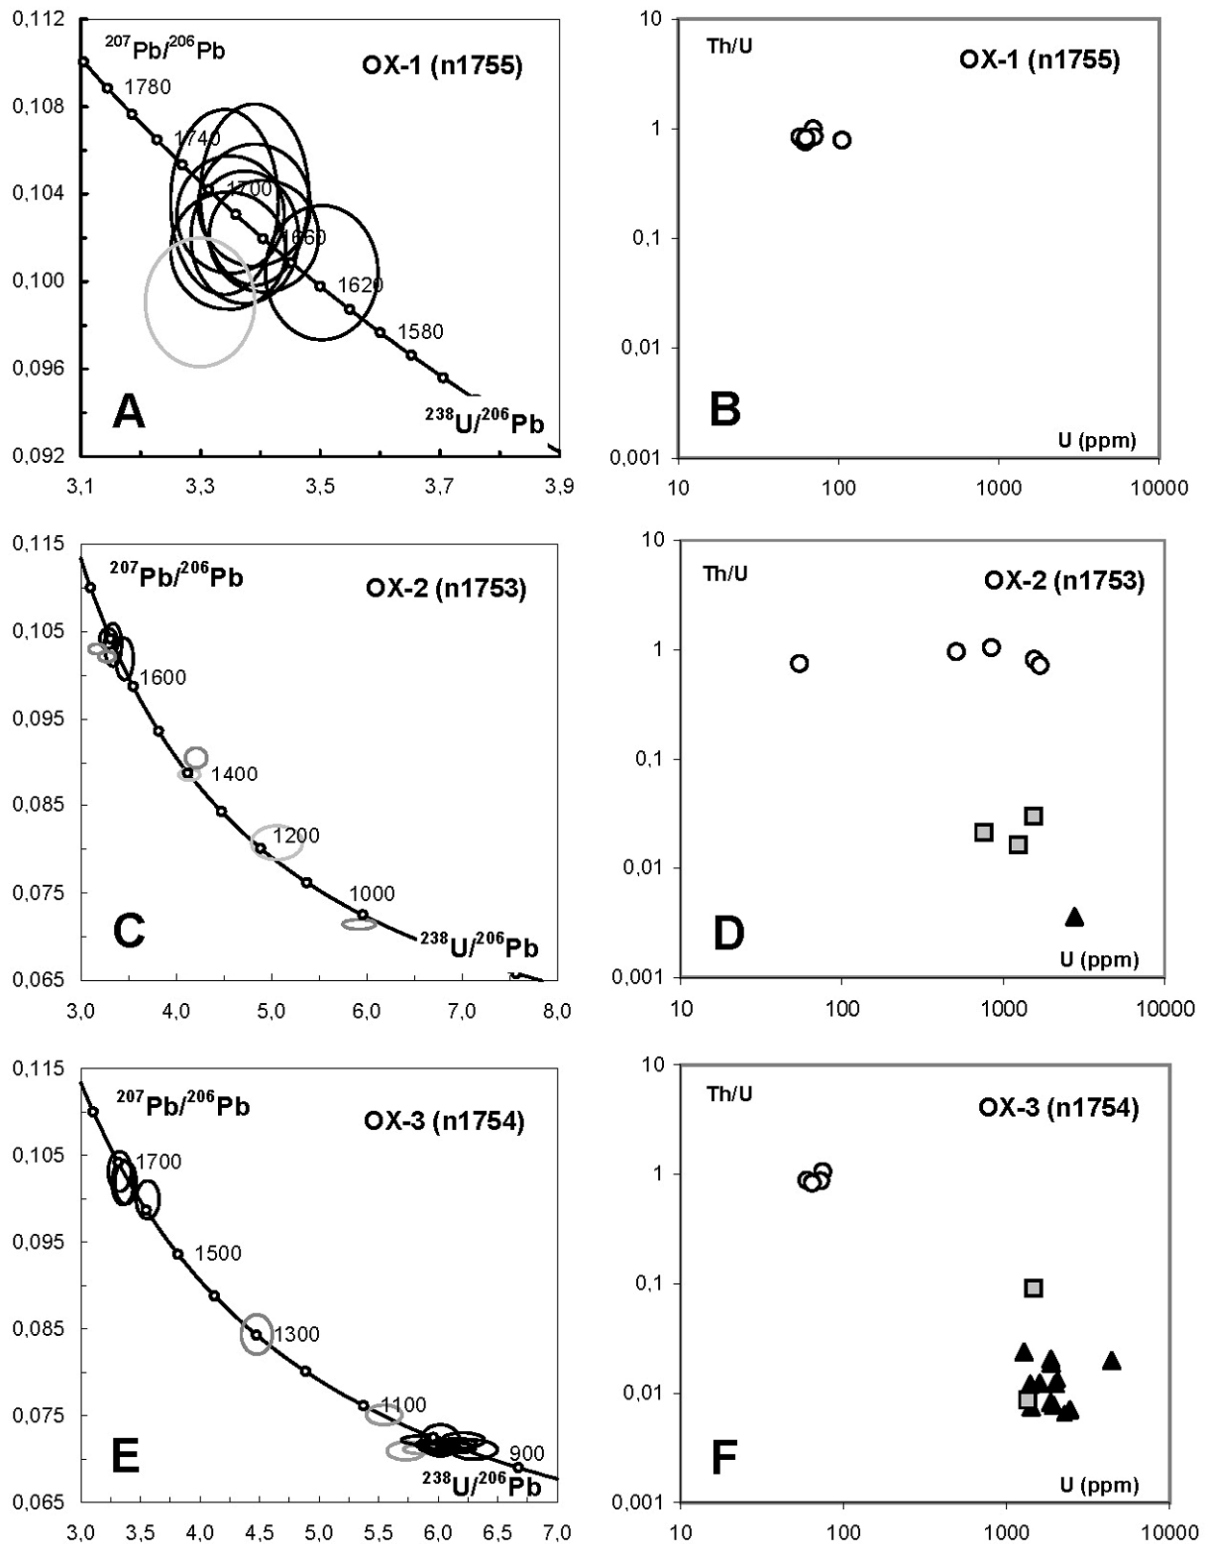 0,112
0,108
0,104
0,100
0,096
0,092
²⁰⁷Pb/²⁰⁶Pb
OX-1 (n1755)
1780
1740
1700
1660
1620
1580
A
²³⁸U/²⁰⁶Pb
3,1 3,3 3,5 3,7 3,9
10
1
0,1
0,01
0,001
Th/U
OX-1 (n1755)
B
U (ppm)
10 100 1000 10000
0,115
0,105
0,095
0,085
0,075
0,065
²⁰⁷Pb/²⁰⁶Pb
OX-2 (n1753)
1600
1400
1200
1000
C
²³⁸U/²⁰⁶Pb
3,0 4,0 5,0 6,0 7,0 8,0
10
1
0,1
0,01
0,001
Th/U
OX-2 (n1753)
D
U (ppm)
10 100 1000 10000
0,115
0,105
0,095
0,085
0,075
0,065
²⁰⁷Pb/²⁰⁶Pb
OX-3 (n1754)
1700
1500
1300
1100
900
E
²³⁸U/²⁰⁶Pb
3,0 3,5 4,0 4,5 5,0 5,5 6,0 6,5 7,0
10
1
0,1
0,01
0,001
Th/U
OX-3 (n1754)
F
U (ppm)
10 100 1000 10000